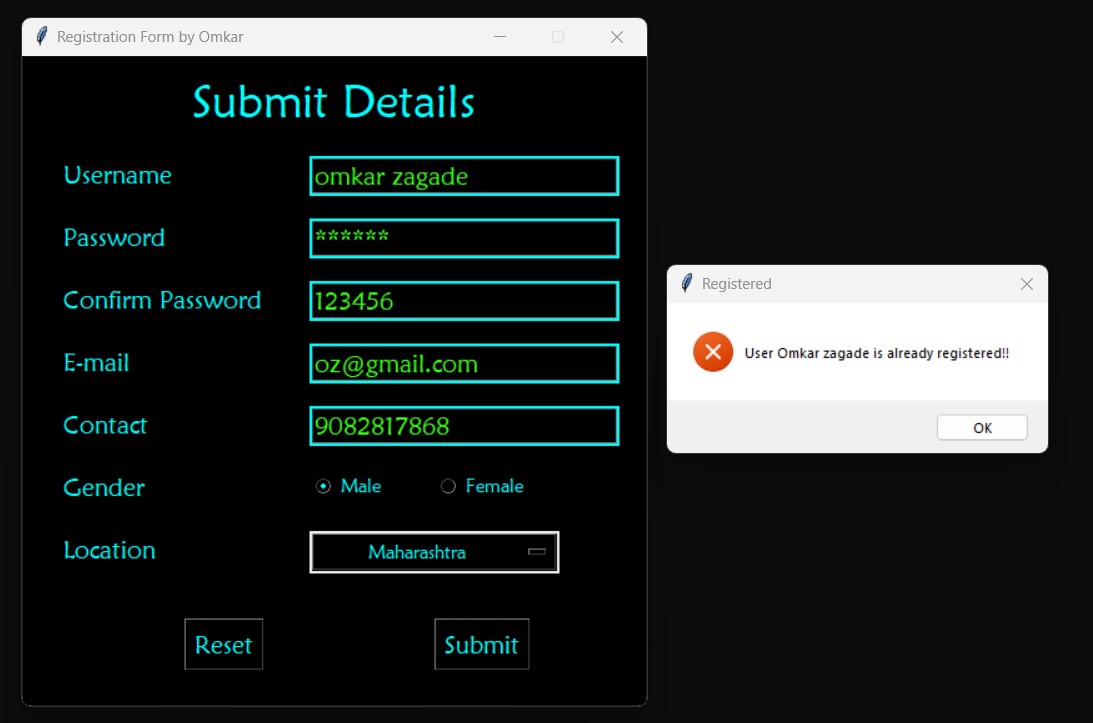 Registration Form by Omkar
Submit Details
Username omkar zagade
Password ******
Confirm Password 123456
E-mail oz@gmail.com
Contact 9082817868
Gender Male Female
Location Maharashtra
Reset Submit
Registered
User Omkar zagade is already registered!!
OK